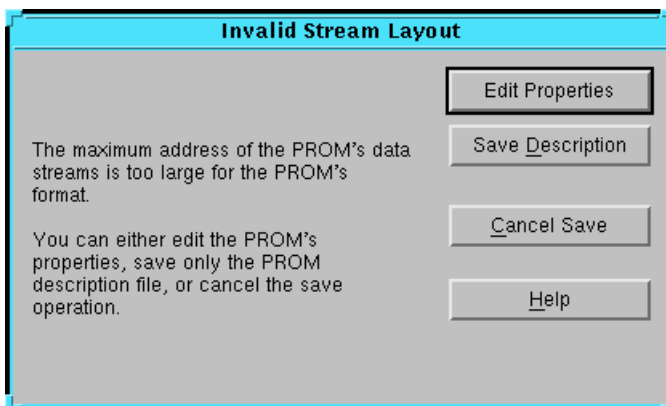 Invalid Stream Layout
Edit Properties
Save Description
The maximum address of the PROM's data
streams is too large for the PROM's
format.
Cancel Save
You can either edit the PROM's
properties, save only the PROM
description file, or cancel the save
operation.
Help